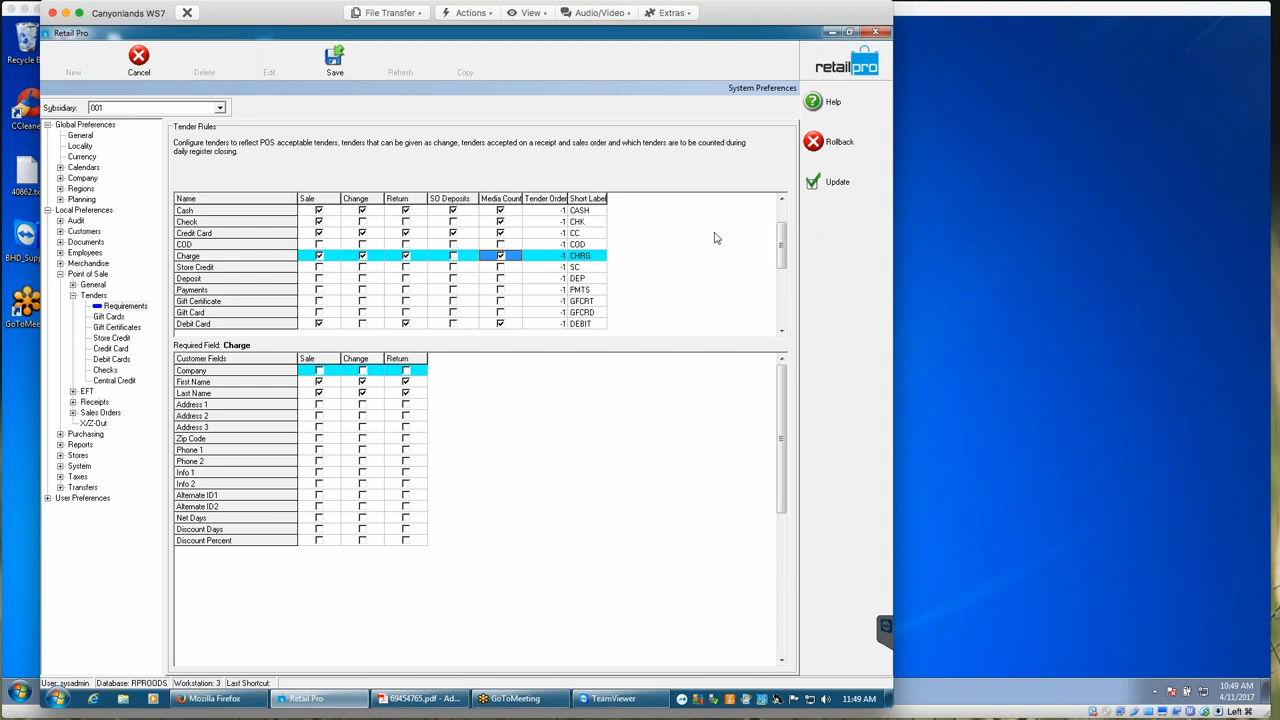 Canyonlands WS7
File Transfer
Actions
View
Audio/Video
Extras
Retail Pro
New
Cancel
Delete
Edit
Save
Refresh
Copy
retailpro
System Preferences
Subsidiary: 001
Help
Rollback
Update
Global Preferences
General
Locality
Currency
Calendars
Company
Regions
Planning
Local Preferences
Audit
Customers
Documents
Employees
Merchandise
Point of Sale
General
Tenders
Requirements
Gift Cards
Gift Certificates
Store Credit
Credit Card
Debit Cards
Checks
Central Credit
EFT
Receipts
Sales Orders
X/Z-Out
Purchasing
Reports
Stores
System
Taxes
Transfers
User Preferences
Tender Rules
Configure tenders to reflect POS acceptable tenders, tenders that can be given as change, tenders accepted on a receipt and sales order and which tenders are to be counted during
daily register closing.
Name Sale Change Return SO Deposits Media Count Tender Order Short Label
Cash -1 CASH
Check -1 CHK
Credit Card -1 CC
COD -1 COD
Charge -1 CHRG
Store Credit -1 SC
Deposit -1 DEP
Payments -1 PMTS
Gift Certificate -1 GFCRT
Gift Card -1 GFCRD
Debit Card -1 DEBIT
Required Field: Charge
Customer Fields Sale Change Return
Company
First Name
Last Name
Address 1
Address 2
Address 3
Zip Code
Phone 1
Phone 2
Info 1
Info 2
Alternate ID1
Alternate ID2
Net Days
Discount Days
Discount Percent
User: sysadmin Database: RPROODS Workstation: 3 Last Shortcut:
Mozilla Firefox
Retail Pro
69454765.pdf - Ad...
GoToMeeting
TeamViewer
11:49 AM
Recycle B
CCleane
40862.tx
BHD_Supp
GoToMeeti
10:49 AM
4/11/2017
Left ⌘